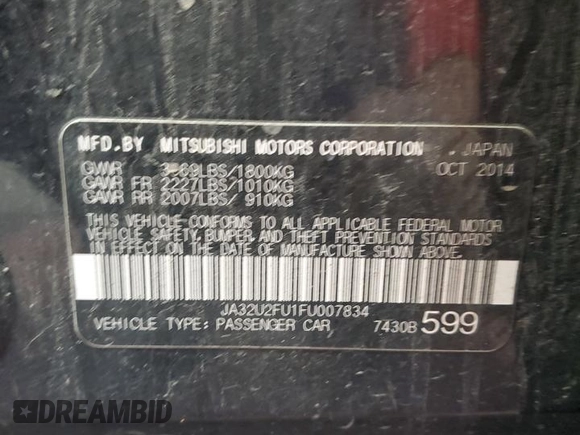 MFD.BY MITSUBISHI MOTORS CORPORATION JAPAN
GVWR LBS/1800KG OCT 2014
GAWR FR 2227LBS/1010KG
GAWR RR 2007LBS/ 910KG
THIS VEHICLE CONFORMS TO ALL APPLICABLE FEDERAL MOTOR
VEHICLE SAFETY, BUMPER, AND THEFT PREVENTION STANDARDS
IN EFFECT ON THE DATE OF MANUFACTURE SHOWN ABOVE.
JA32U2FU1FU007834
VEHICLE TYPE: PASSENGER CAR 7430B 599
DREAMBID